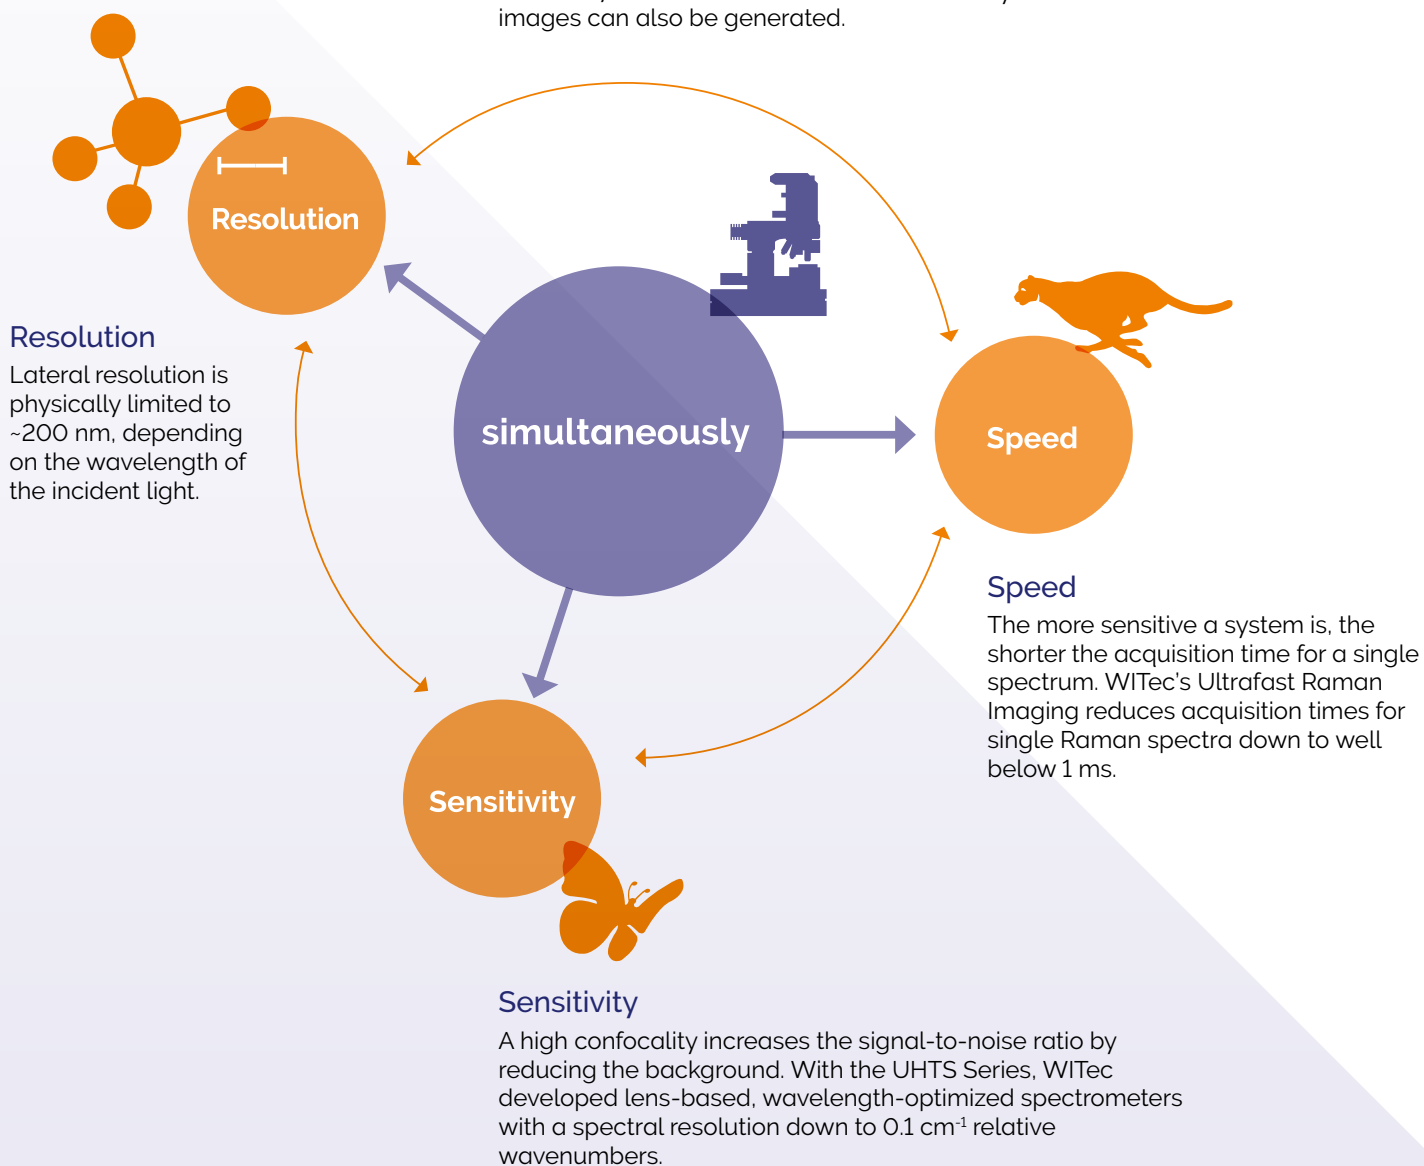 images can also be generated.
Resolution
Resolution
Lateral resolution is
physically limited to
~200 nm, depending
on the wavelength of
the incident light.
simultaneously
Speed
Speed
The more sensitive a system is, the
shorter the acquisition time for a single
spectrum. WITec's Ultrafast Raman
Imaging reduces acquisition times for
single Raman spectra down to well
below 1 ms.
Sensitivity
Sensitivity
A high confocality increases the signal-to-noise ratio by
reducing the background. With the UHTS Series, WITec
developed lens-based, wavelength-optimized spectrometers
with a spectral resolution down to 0.1 cm⁻¹ relative
wavenumbers.